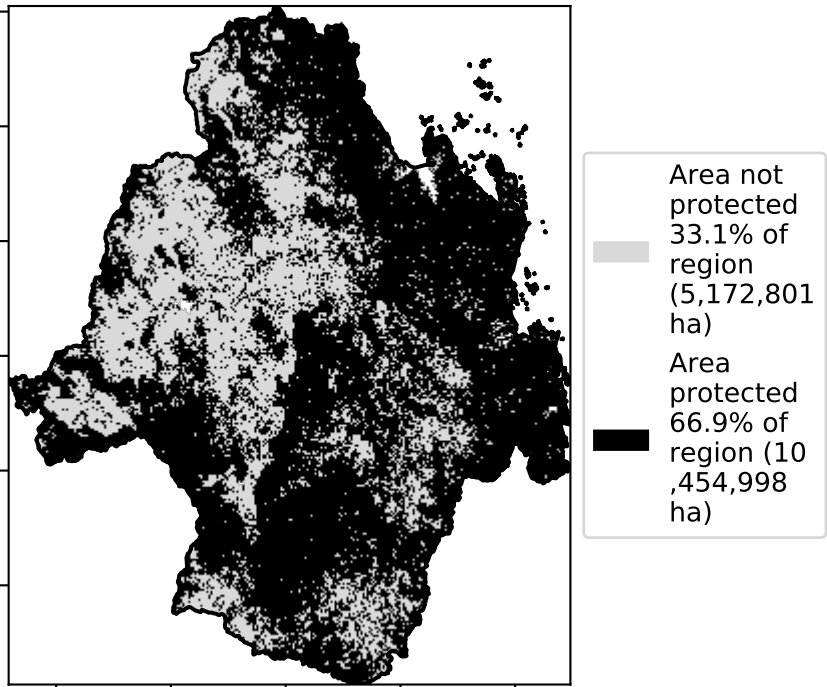 Area not
protected
33.1% of
region
(5,172,801
ha)
Area
protected
66.9% of
region (10
,454,998
ha)